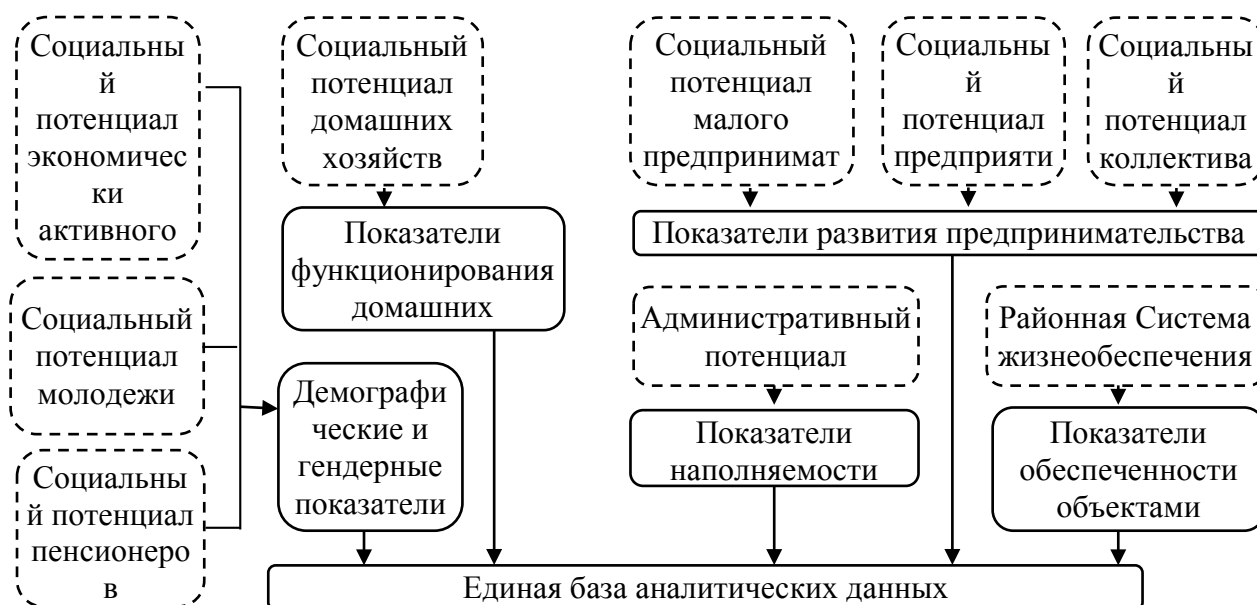 Социальны
й
потенциал
экономичес
ки
активного
Социальный
потенциал
домашних
хозяйств
Социальный
потенциал
малого
предпринимат
Социальны
й
потенциал
предприяти
Социальны
й
потенциал
коллектива
Показатели
функционирования
домашних
Показатели развития предпринимательства
Социальный
потенциал
молодежи
Административный
потенциал
Районная Система
жизнеобеспечения
Демографи
ческие и
гендерные
показатели
Показатели
наполняемости
Показатели
обеспеченности
объектами
Социальны
й потенциал
пенсионеро
в
Единая база аналитических данных